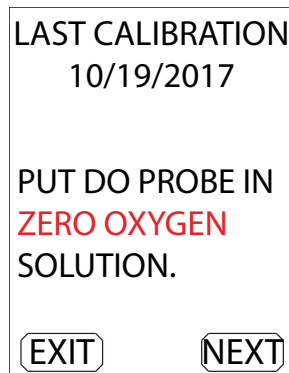 LAST CALIBRATION
10/19/2017
PUT DO PROBE IN
ZERO OXYGEN
SOLUTION.
EXIT NEXT